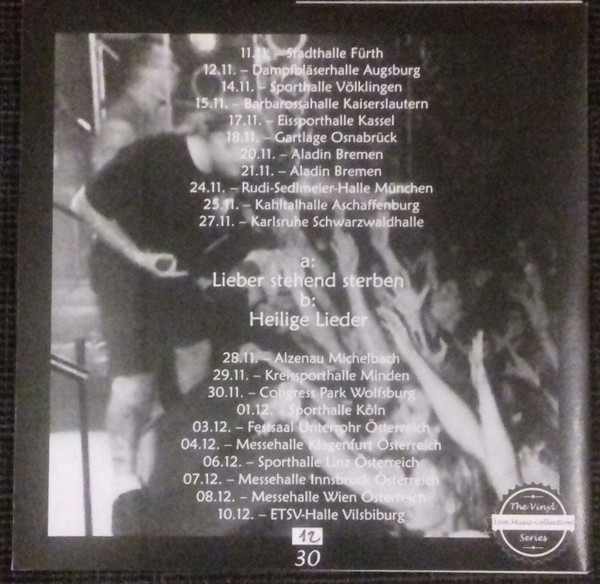 11.11. – Stadthalle Fürth
12.11. – Dampfbläserhalle Augsburg
14.11. – Sporthalle Völklingen
15.11. – Barbarossahalle Kaiserslautern
17.11. – Eissporthalle Kassel
18.11. – Gartlage Osnabrück
20.11. – Aladin Bremen
21.11. – Aladin Bremen
24.11. – Rudi-Sedlmeier-Halle München
25.11. – Kahltalhalle Aschaffenburg
27.11. – Karlsruhe Schwarzwaldhalle
a:
Lieber stehend sterben
b:
Heilige Lieder
28.11. – Alzenau Michelbach
29.11. – Kreissporthalle Minden
30.11. – Congress Park Wolfsburg
01.12. – Sporthalle Köln
03.12. – Festsaal Unterrohr Österreich
04.12. – Messehalle Klagenfurt Österreich
06.12. – Sporthalle Linz Österreich
07.12. – Messehalle Innsbruck Österreich
08.12. – Messehalle Wien Österreich
10.12. – ETSV-Halle Vilsbiburg
12
30
The Vinyl
Live Music Collection
Series